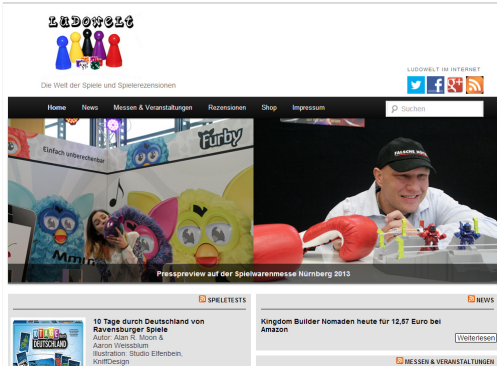 LUDOWELT
Die Welt der Spiele und Spielerezensionen
LUDOWELT IM INTERNET
Home News Messen & Veranstaltungen Rezensionen Shop Impressum
Suchen
Einfach unberechenbar
Furby
FALSCHE
Presspreview auf der Spielwarenmesse Nürnberg 2013
SPIELETESTS
10 Tage durch Deutschland von
Ravensburger Spiele
Autor: Alan R. Moon &
Aaron Weissblum
Illustration: Studio Elfenbein,
KniffDesign
DEUTSCHLAND
NEWS
Kingdom Builder Nomaden heute für 12,57 Euro bei
Amazon
Weiterlesen
MESSEN & VERANSTALTUNGEN